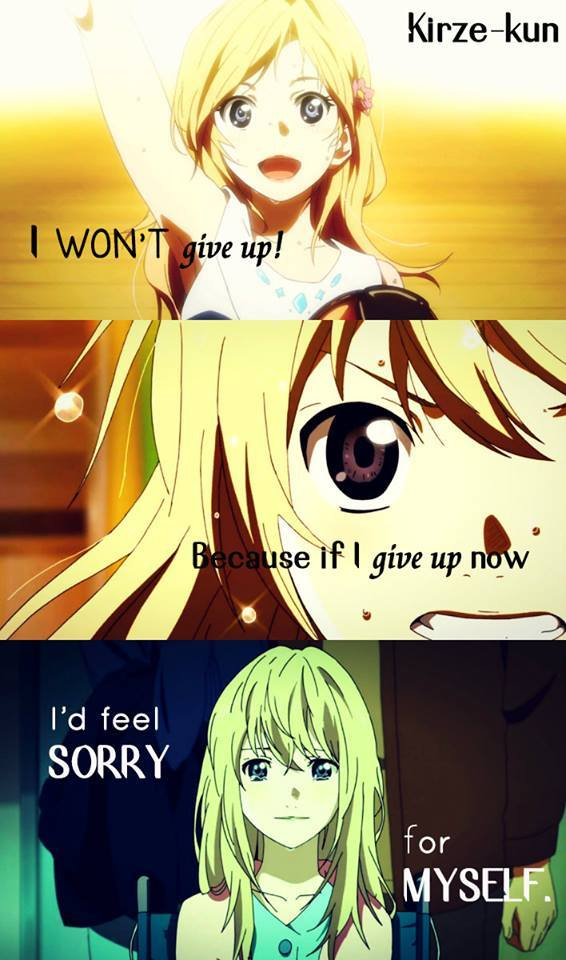 Kirze-kun
I WON'T give up!
Because if I give up now
I'd feel
SORRY
for
MYSELF.